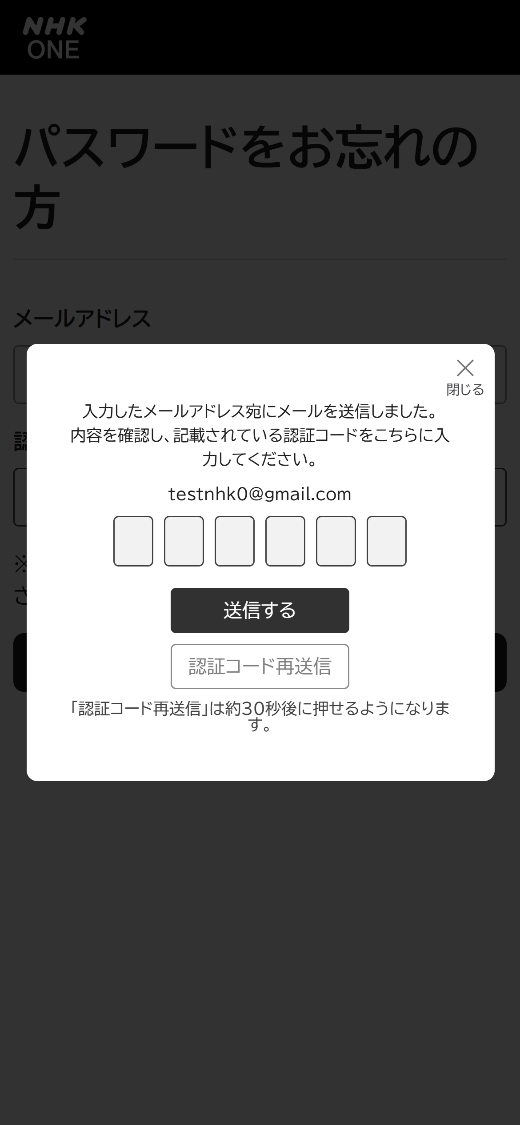 NHK
ONE
パスワードをお忘れの
方
メールアドレス
閉じる
入力したメールアドレス宛にメールを送信しました。
内容を確認し、記載されている認証コードをこちらに入
力してください。
testnhk0@gmail.com
送信する
認証コード再送信
「認証コード再送信」は約30秒後に押せるようになりま
す。